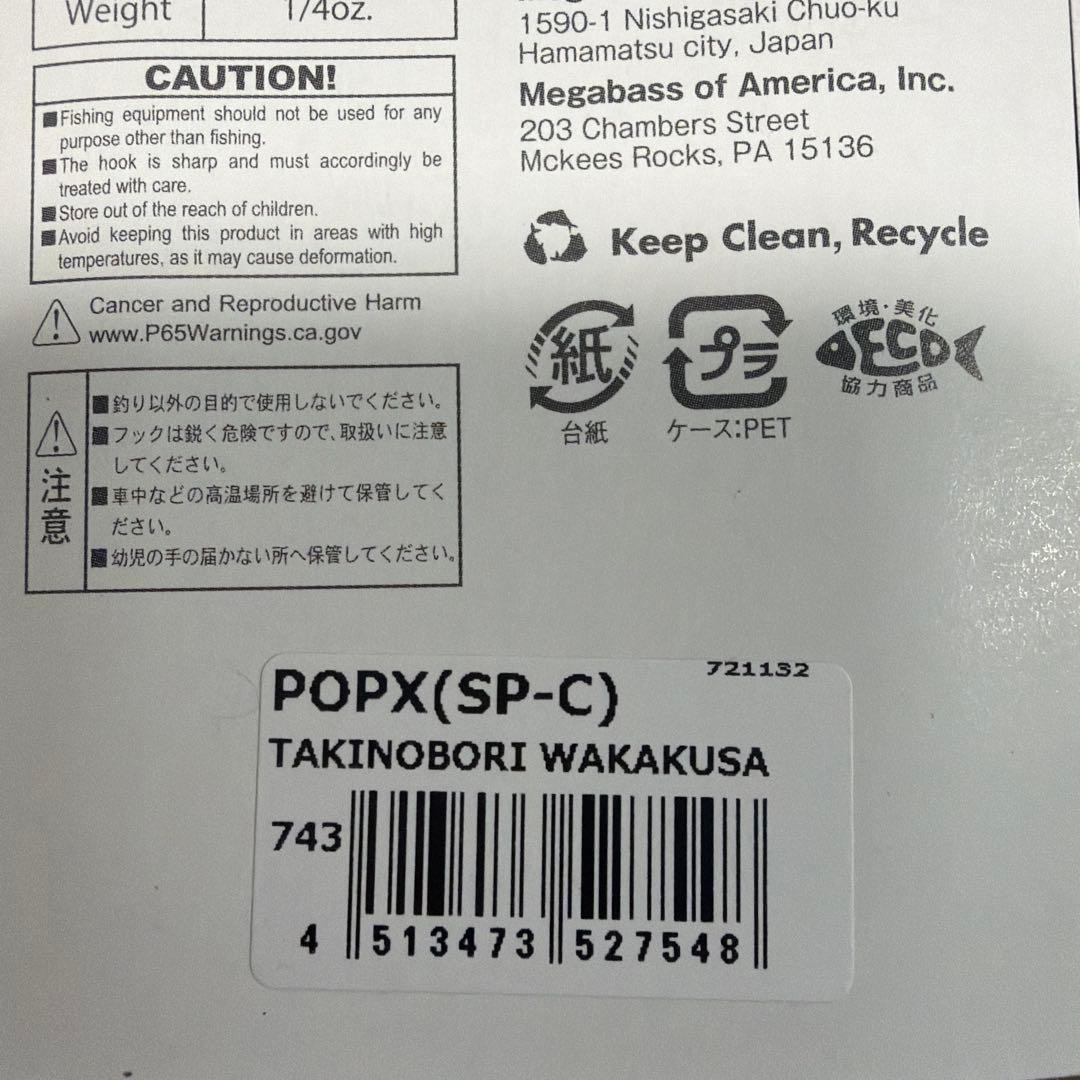 Weight 1/4oz.
CAUTION!
■Fishing equipment should not be used for any
purpose other than fishing.
■The hook is sharp and must accordingly be
treated with care.
■Store out of the reach of children.
■Avoid keeping this product in areas with high
temperatures, as it may cause deformation.
Cancer and Reproductive Harm
www.P65Warnings.ca.gov
注意
■釣り以外の目的で使用しないでください。
■フックは鋭く危険ですので、取扱いに注意
してください。
■車中などの高温場所を避けて保管してく
ださい。
■幼児の手の届かない所へ保管してください。
1590-1 Nishigasaki Chuo-ku
Hamamatsu city, Japan
Megabass of America, Inc.
203 Chambers Street
Mckees Rocks, PA 15136
Keep Clean, Recycle
紙
台紙
プラ
ケース:PET
環境・美化
ECO
協力商品
721132
POPX(SP-C)
TAKINOBORI WAKAKUSA
743
4 513473 527548